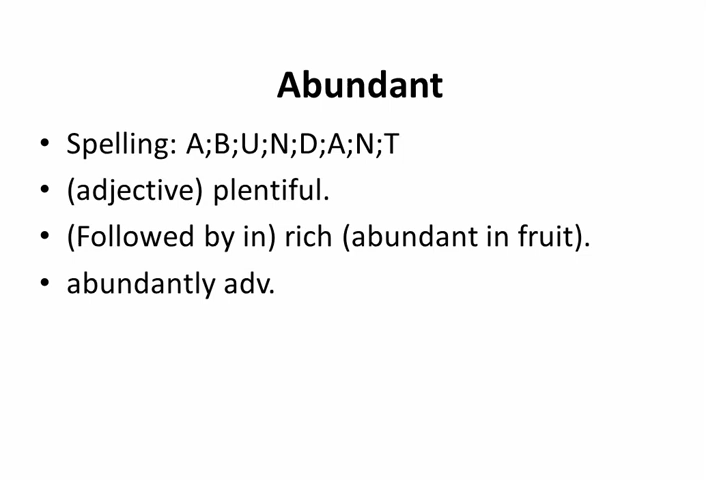 Abundant
• Spelling: A;B;U;N;D;A;N;T
• (adjective) plentiful.
• (Followed by in) rich (abundant in fruit).
• abundantly adv.